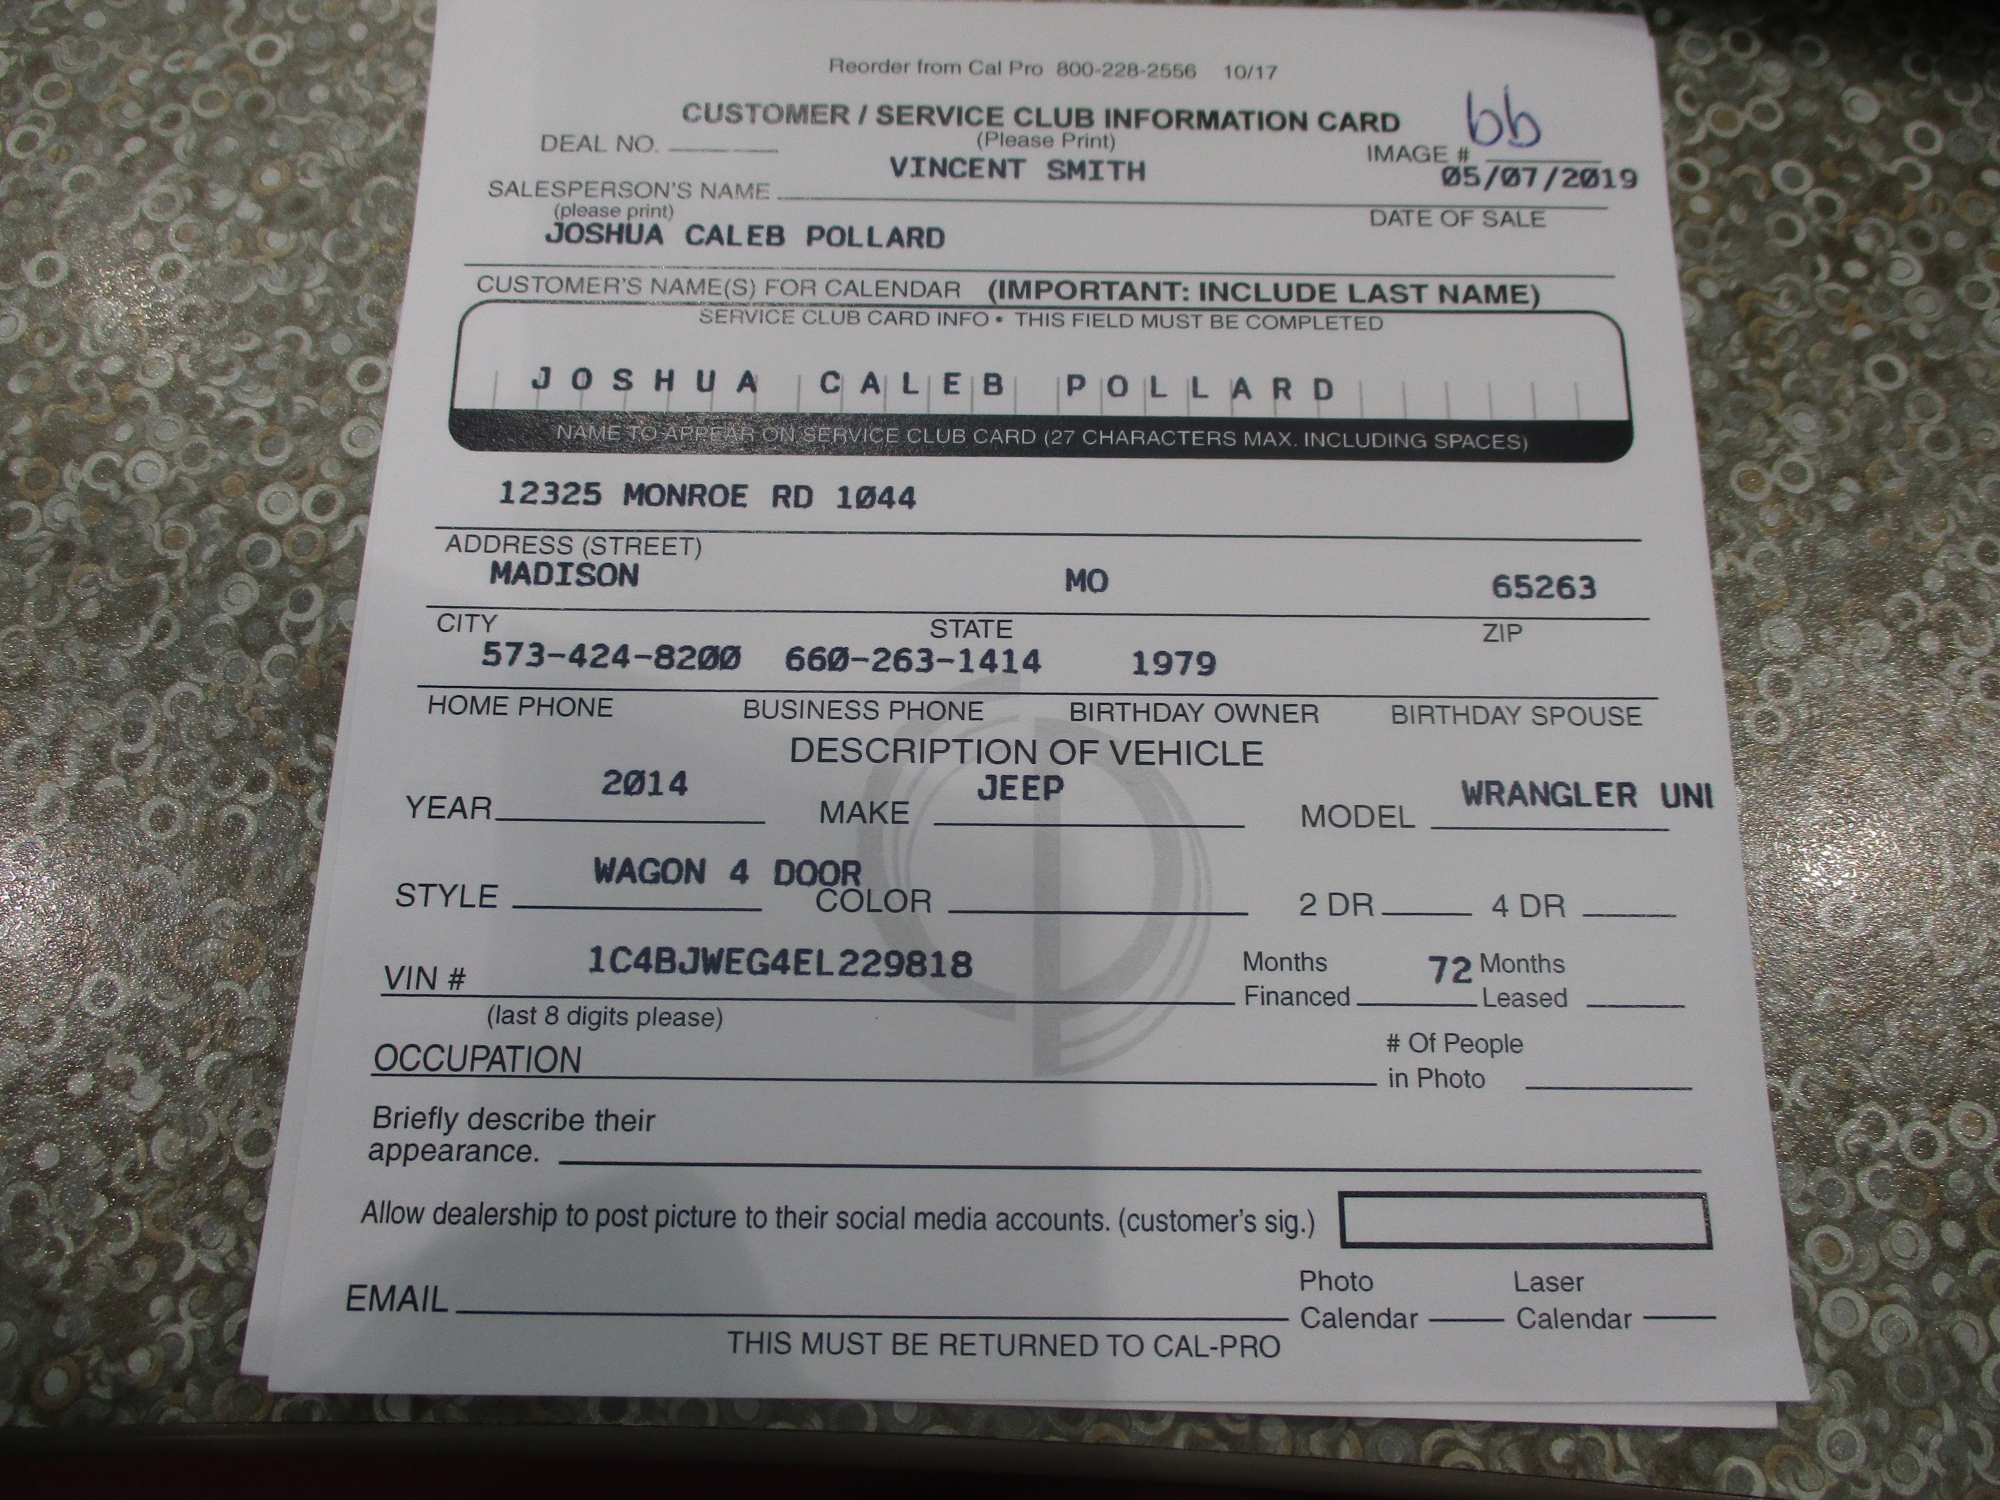 Reorder from Cal Pro 800-228-2556 10/17
CUSTOMER / SERVICE CLUB INFORMATION CARD
(Please Print)
DEAL NO.
IMAGE # bb
VINCENT SMITH
05/07/2019
SALESPERSON'S NAME
(please print)
DATE OF SALE
JOSHUA CALEB POLLARD
CUSTOMER'S NAME(S) FOR CALENDAR (IMPORTANT: INCLUDE LAST NAME)
SERVICE CLUB CARD INFO • THIS FIELD MUST BE COMPLETED
JOSHUA CALEB POLLARD
NAME TO APPEAR ON SERVICE CLUB CARD (27 CHARACTERS MAX. INCLUDING SPACES)
12325 MONROE RD 1044
ADDRESS (STREET)
MADISON MO 65263
CITY STATE ZIP
573-424-8200 660-263-1414 1979
HOME PHONE BUSINESS PHONE BIRTHDAY OWNER BIRTHDAY SPOUSE
DESCRIPTION OF VEHICLE
2014 JEEP WRANGLER UNI
YEAR MAKE MODEL
WAGON 4 DOOR
STYLE COLOR 2 DR 4 DR
VIN # 1C4BJWEG4EL229818 Months Financed 72 Months Leased
(last 8 digits please)
OCCUPATION # Of People in Photo
Briefly describe their
appearance.
Allow dealership to post picture to their social media accounts. (customer's sig.)
EMAIL Photo Calendar Laser Calendar
THIS MUST BE RETURNED TO CAL-PRO